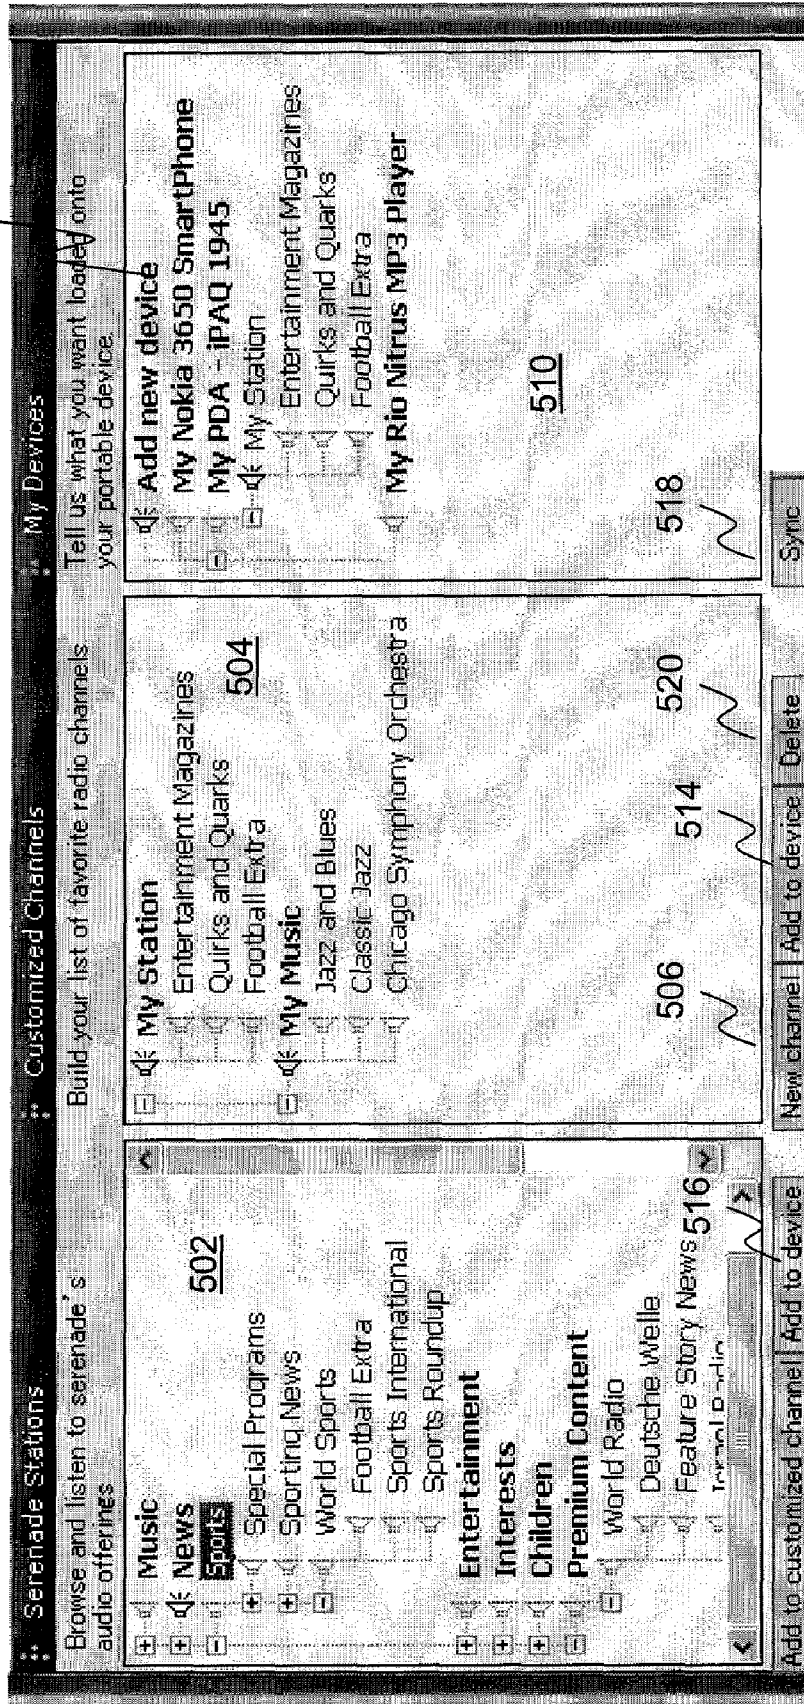 Serenade Stations
Browse and listen to serenade's
audio offerings
Music
News
Sports
Special Programs
Sporting News
World Sports
Football Extra
Sports International
Sports Roundup
Entertainment
Interests
Children
Premium Content
World Radio
Deutsche Welle
Feature Story News
502
516
Add to customized channel
Add to device
Customized Channels
Build your list of favorite radio channels
My Station
Entertainment Magazines
Quirks and Quarks
Football Extra
My Music
Jazz and Blues
Classic Jazz
Chicago Symphony Orchestra
504
506
514
520
New channel
Add to device
Delete
My Devices
Tell us what you want loaded onto
your portable device
Add new device
My Nokia 3650 SmartPhone
My PDA - iPAQ 1945
My Station
Entertainment Magazines
Quirks and Quarks
Football Extra
My Rio Nitrus MP3 Player
510
518
Sync